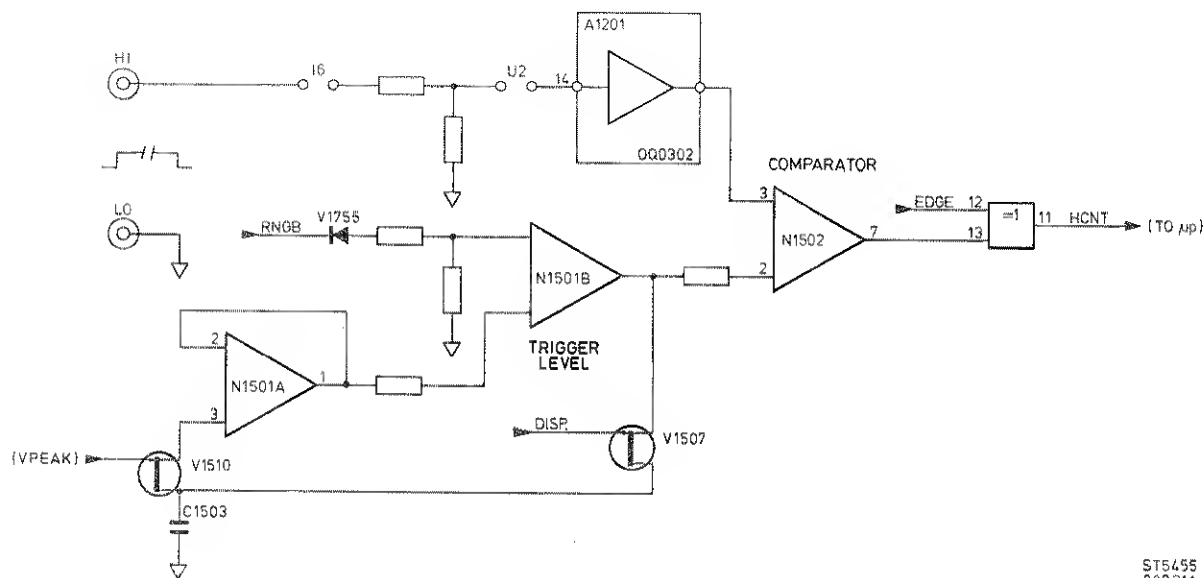 A1201
HI
I6
U2
14
OQ0302
COMPARATOR
LO
RNGB
V1755
3
EDGE
12
=1
11
HCNT
(TO µp)
N1502
7
13
N1501B
2
TRIGGER
LEVEL
2
N1501A
1
3
DISP.
V1507
(VPEAK)
V1510
C1503
ST5455